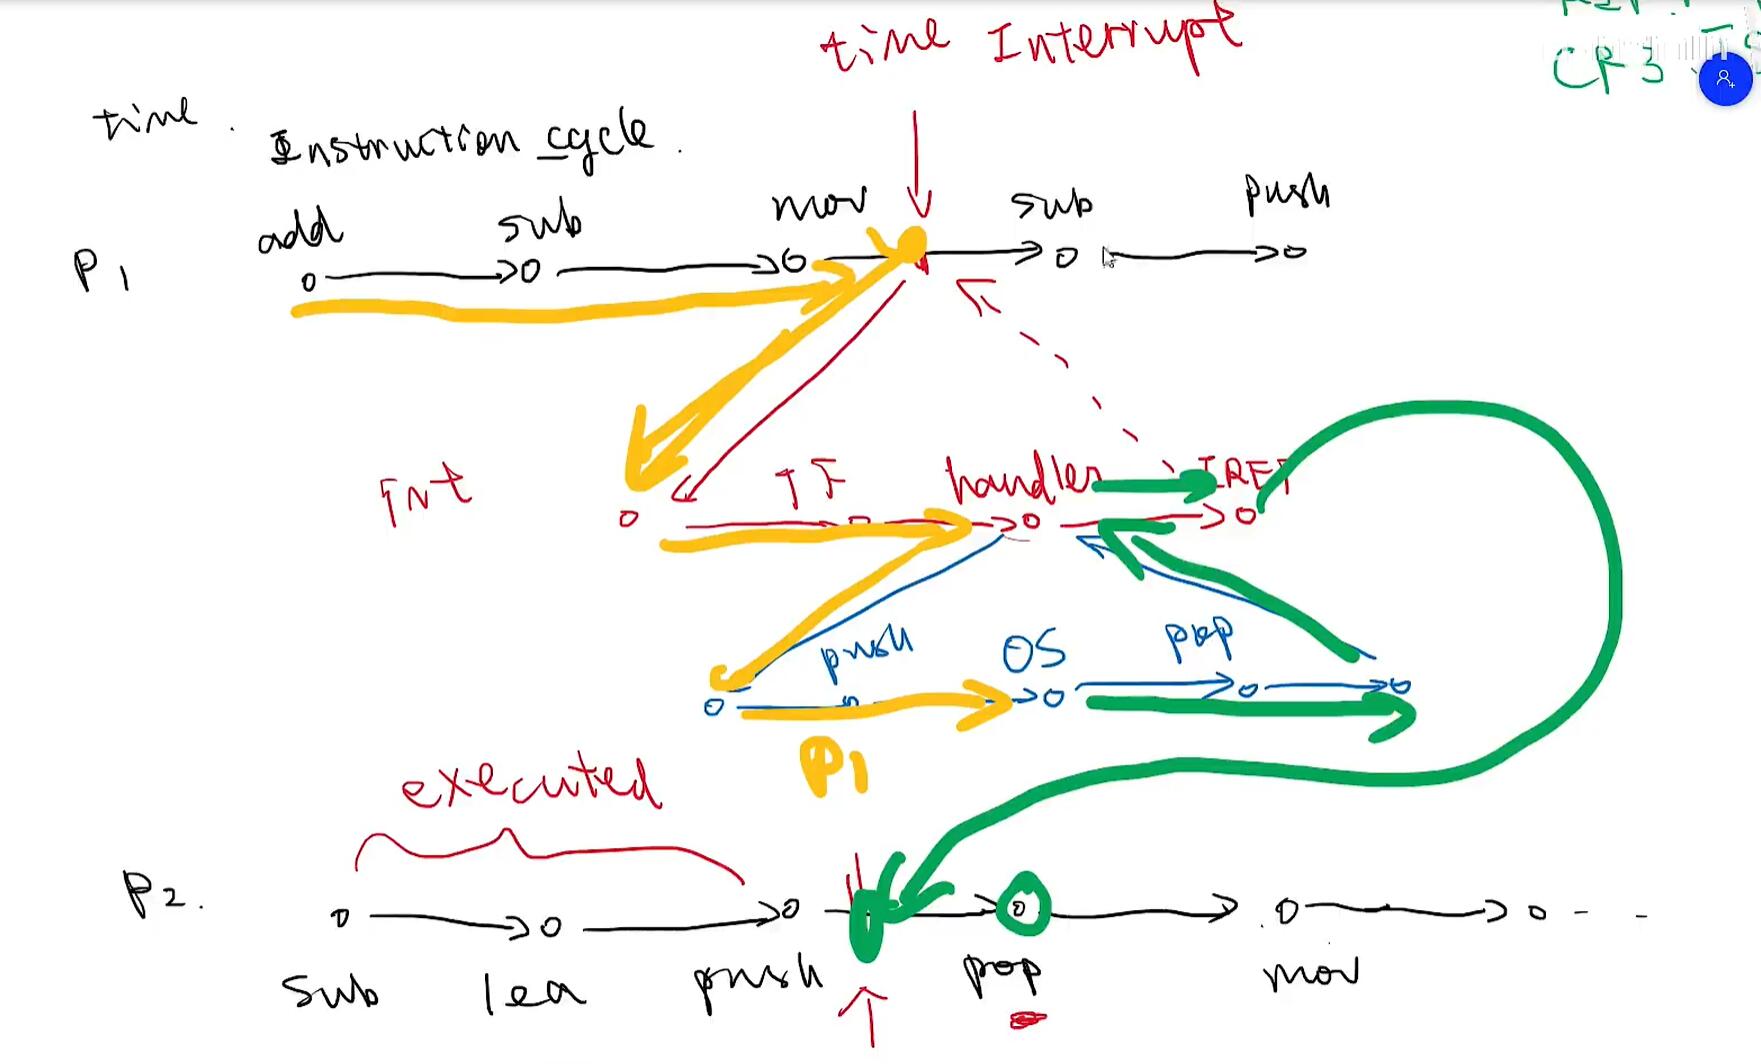 time Interrupt
CR3
time.
Instruction cycle.
add sub mov sub push
P1
Int IF handler IRET
push OS pop
P1
executed
P2.
sub lea push pop mov